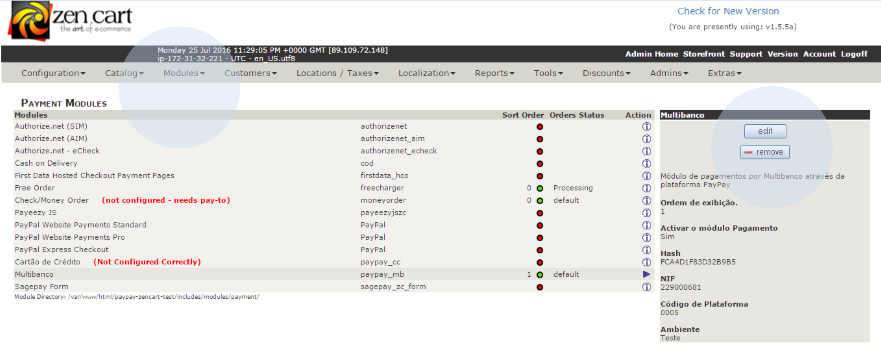 zen cart
the art of e-commerce
Check for New Version
(You are presently using: v1.5.5a)
Monday 25 Jul 2016 11:29:05 PM +0000 GMT [89.109.72.148]
ip-172-31-32-221 - UTC - en_US.utf8
Admin Home Storefront Support Version Account Logoff
Configuration Catalog Modules Customers Locations / Taxes Localization Reports Tools Discounts Admins Extras
Payment Modules
Modules Sort Order Orders Status Action
Authorize.net (SIM) authorizenet
Authorize.net (AIM) authorizenet_aim
Authorize.net - eCheck authorizenet_echeck
Cash on Delivery cod
First Data Hosted Checkout Payment Pages firstdata_hco
Free Order freecharger 0 Processing
Check/Money Order (not configured - needs pay-to) moneyorder 0 default
Payeezy JS payeezyjszc
PayPal Website Payments Standard PayPal
PayPal Website Payments Pro PayPal
PayPal Express Checkout PayPal
Cartão de Crédito (Not Configured Correctly) paypay_cc
Multibanco paypay_mb 1 default
Sagepay Form sagepay_zc_form
Module Directory: /var/www/html/paypay-zencart-test/includes/modules/payment/
Multibanco
edit
remove
Módulo de pagamentos por Multibanco através da
plataforma PayPay
Ordem de exibição.
1
Activar o módulo Pagamento
Sim
Hash
FCA4D1F83D32B9B5
NIF
229000681
Código de Plataforma
0005
Ambiente
Teste